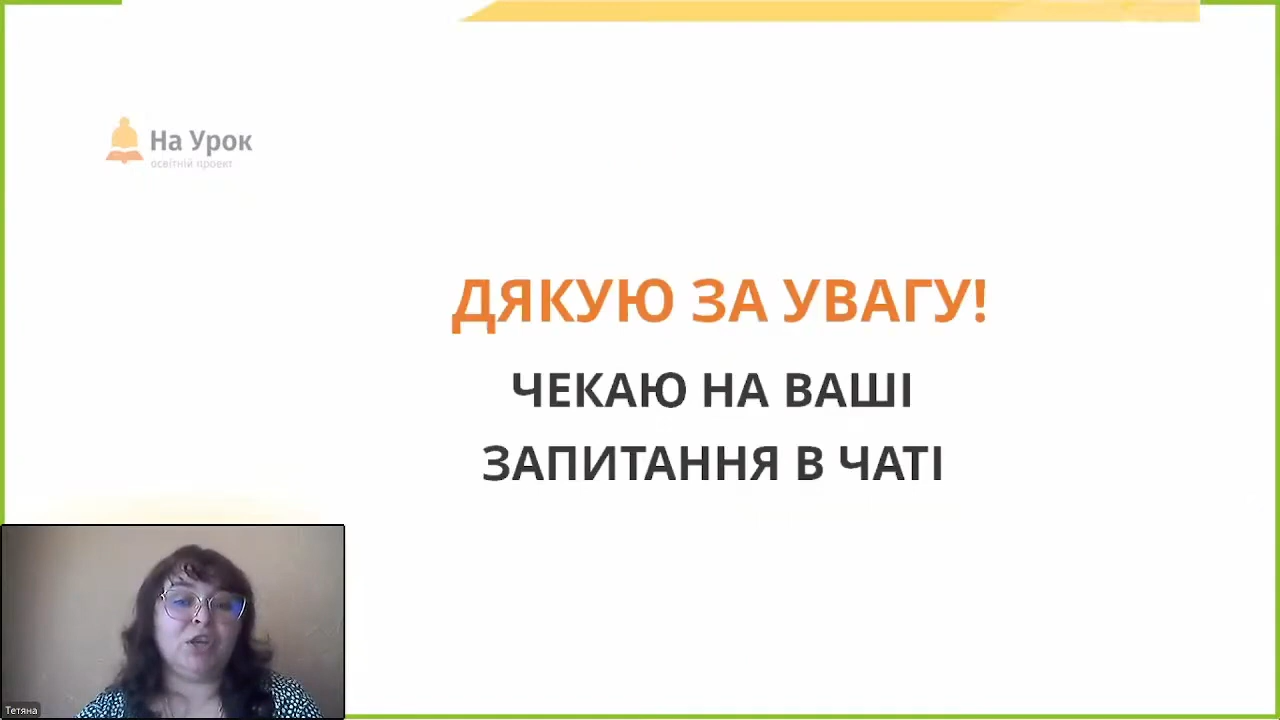 На Урок
освітній проект
ДЯКУЮ ЗА УВАГУ!
ЧЕКАЮ НА ВАШІ
ЗАПИТАННЯ В ЧАТІ
Тетяна